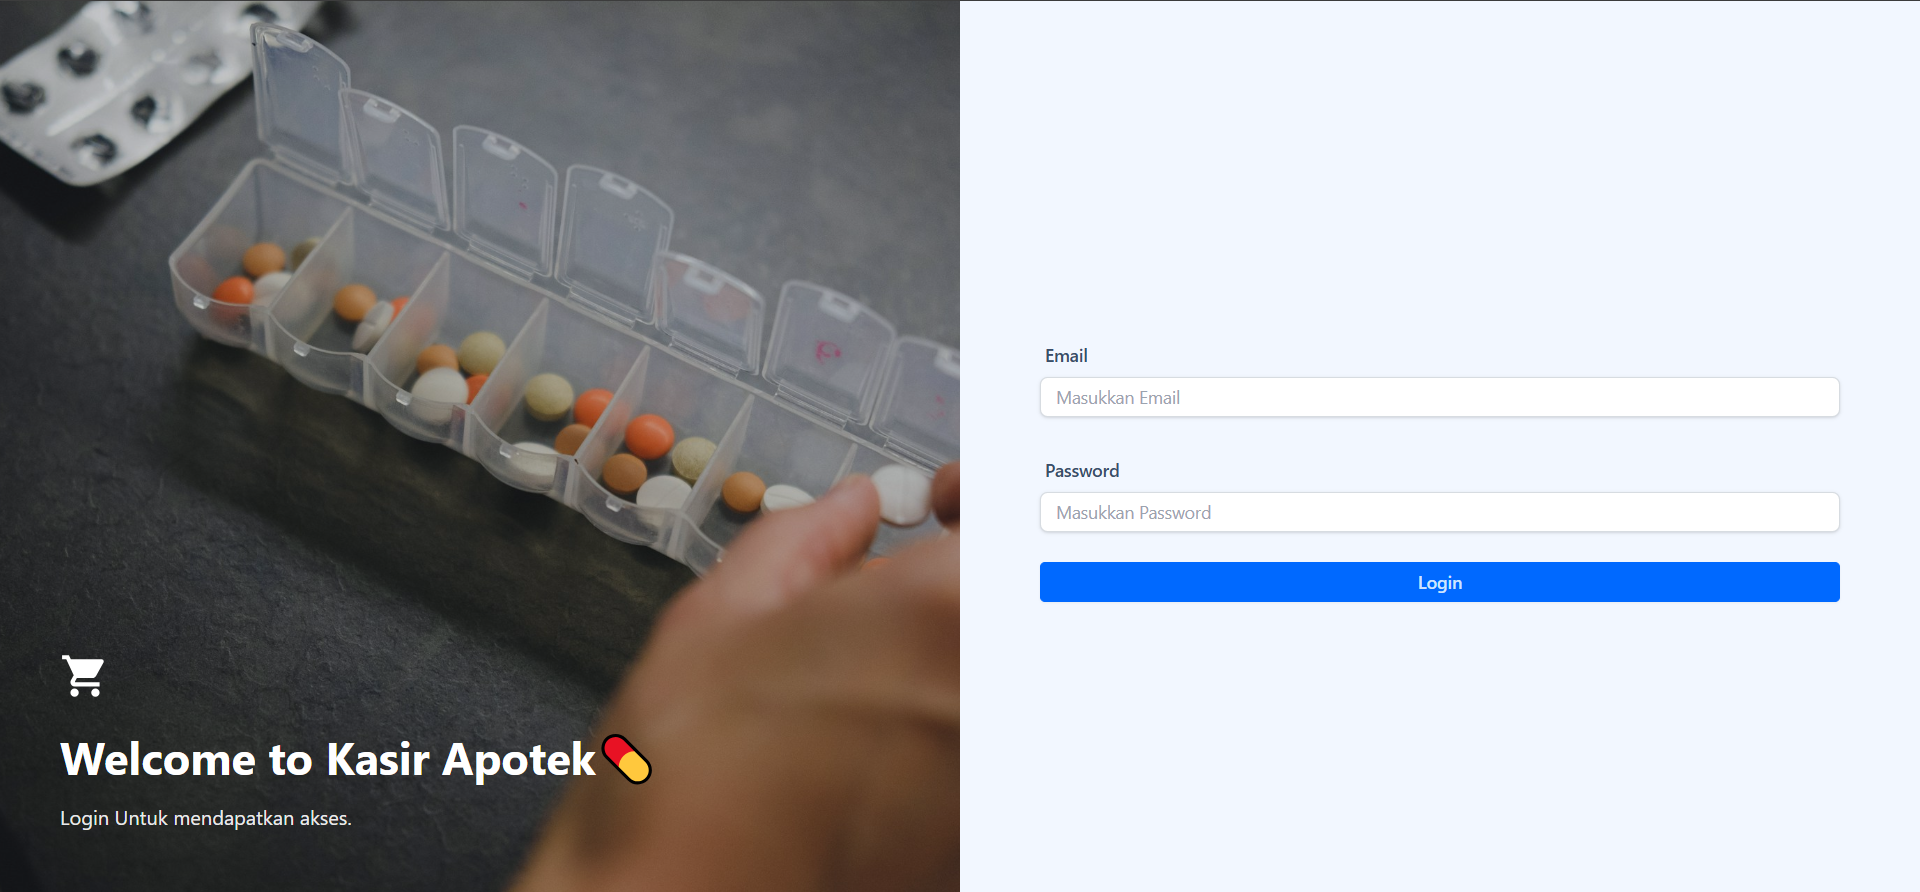 Welcome to Kasir Apotek💊
Login Untuk mendapatkan akses.
Email
Masukkan Email
Password
Masukkan Password
Login